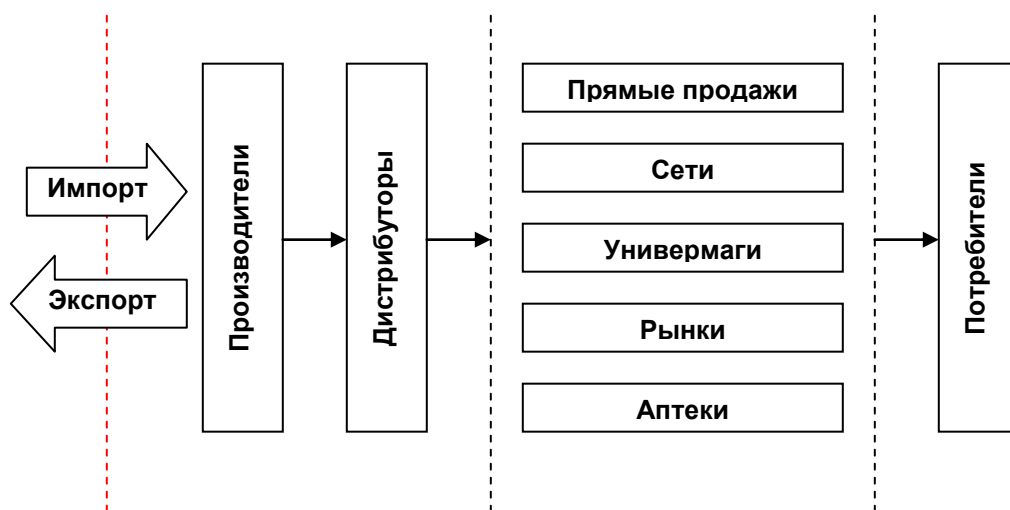 Импорт
Экспорт
Производители
Дистрибуторы
Прямые продажи
Сети
Универмаги
Рынки
Аптеки
Потребители